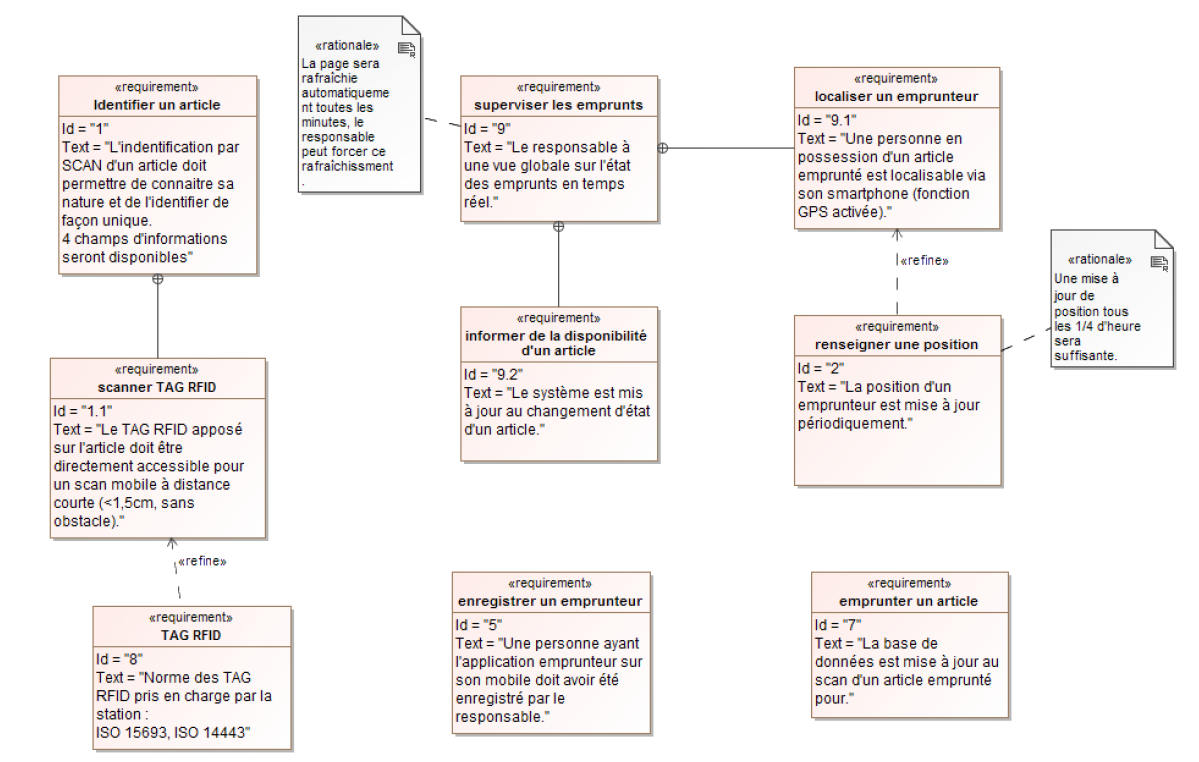 «requirement»
Identifier un article
Id = "1"
Text = "L'indentification par
SCAN d'un article doit
permettre de connaitre sa
nature et de l'identifier de
façon unique.
4 champs d'informations
seront disponibles"
«rationale»
La page sera
rafraîchie
automatiqueme
nt toutes les
minutes, le
responsable
peut forcer ce
rafraîchissment
.
«requirement»
superviser les emprunts
Id = "9"
Text = "Le responsable à
une vue globale sur l'état
des emprunts en temps
réel."
«requirement»
localiser un emprunteur
Id = "9.1"
Text = "Une personne en
possession d'un article
emprunté est localisable via
son smartphone (fonction
GPS activée)."
«refine»
«rationale»
Une mise à
jour de
position tous
les 1/4 d'heure
sera
suffisante.
«requirement»
informer de la disponibilité
d'un article
Id = "9.2"
Text = "Le système est mis
à jour au changement d'état
d'un article."
«requirement»
renseigner une position
Id = "2"
Text = "La position d'un
emprunteur est mise à jour
périodiquement."
«requirement»
scanner TAG RFID
Id = "1.1"
Text = "Le TAG RFID apposé
sur l'article doit être
directement accessible pour
un scan mobile à distance
courte (<1,5cm, sans
obstacle)."
«refine»
«requirement»
TAG RFID
Id = "8"
Text = "Norme des TAG
RFID pris en charge par la
station :
ISO 15693, ISO 14443"
«requirement»
enregistrer un emprunteur
Id = "5"
Text = "Une personne ayant
l'application emprunteur sur
son mobile doit avoir été
enregistré par le
responsable."
«requirement»
emprunter un article
Id = "7"
Text = "La base de
données est mise à jour au
scan d'un article emprunté
pour."